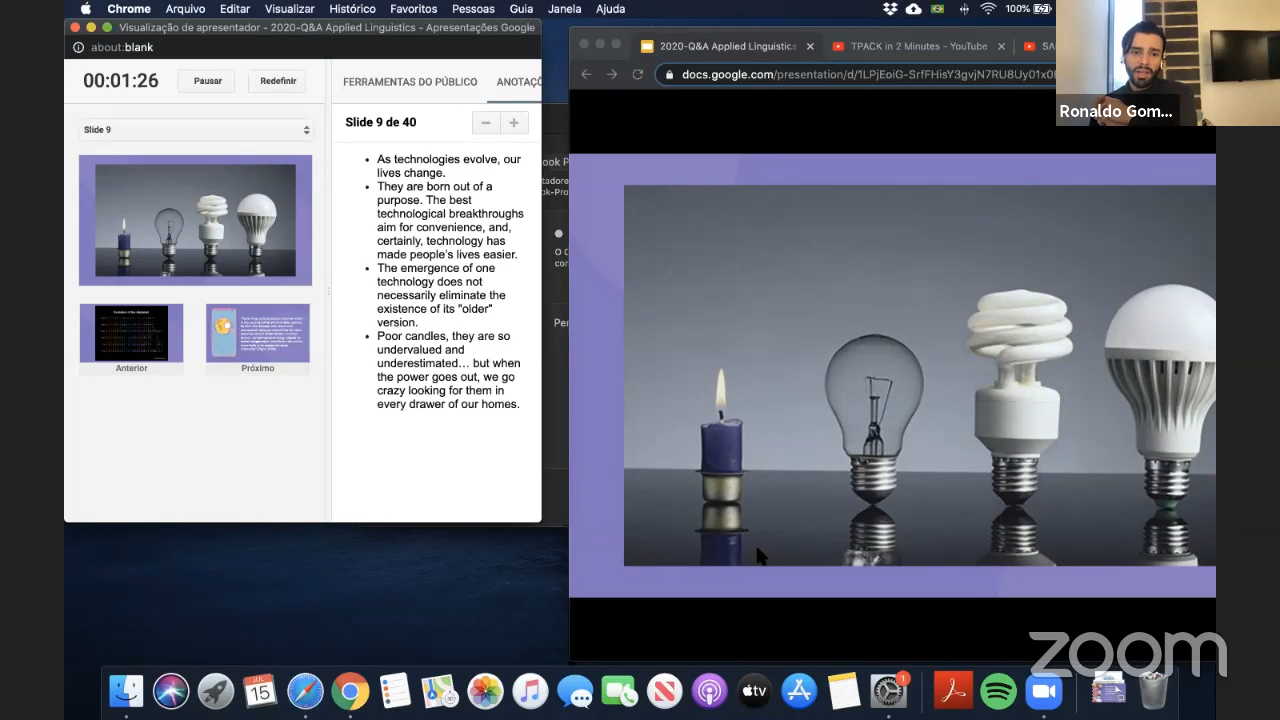 Chrome Arquivo Editar Visualizar Histórico Favoritos Pessoas Guia Janela Ajuda 100%
Visualização de apresentador - 2020-Q&A Applied Linguistics - Apresentações Google
about:blank
00:01:26 Pausar Redefinir
FERRAMENTAS DO PÚBLICO ANOTAÇÕ
Slide 9
Slide 9 de 40
As technologies evolve, our
lives change.
They are born out of a
purpose. The best
technological breakthroughs
aim for convenience, and,
certainly, technology has
made people's lives easier.
The emergence of one
technology does not
necessarily eliminate the
existence of its "older"
version.
Poor candles, they are so
undervalued and
underestimated… but when
the power goes out, we go
crazy looking for them in
every drawer of our homes.
Anterior
Próximo
2020-Q&A Applied Linguistics
TPACK in 2 Minutes - YouTube
docs.google.com/presentation/d/
Ronaldo Gom...
JUL
15
tv
1
zoom